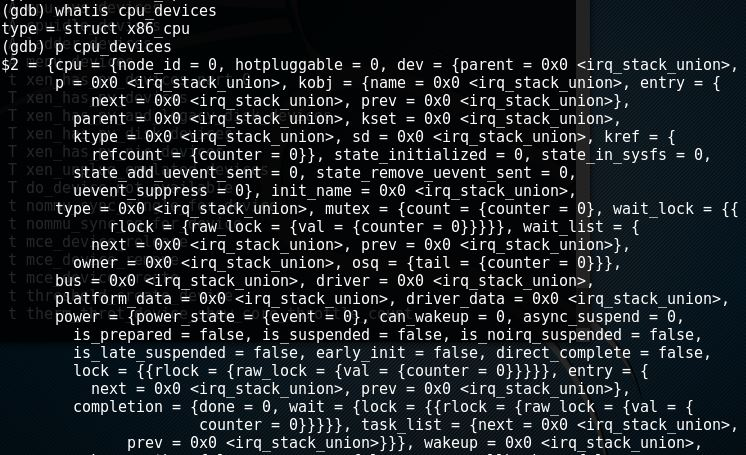 (gdb) whatis cpu_devices
type = struct x86_cpu
(gdb) p cpu_devices
$2 = {cpu = {node_id = 0, hotpluggable = 0, dev = {parent = 0x0 <irq_stack_union>,
p = 0x0 <irq_stack_union>, kobj = {name = 0x0 <irq_stack_union>, entry = {
next = 0x0 <irq_stack_union>, prev = 0x0 <irq_stack_union>},
parent = 0x0 <irq_stack_union>, kset = 0x0 <irq_stack_union>,
ktype = 0x0 <irq_stack_union>, sd = 0x0 <irq_stack_union>, kref = {
refcount = {counter = 0}}, state_initialized = 0, state_in_sysfs = 0,
state_add_uevent_sent = 0, state_remove_uevent_sent = 0,
uevent_suppress = 0}, init_name = 0x0 <irq_stack_union>,
type = 0x0 <irq_stack_union>, mutex = {count = {counter = 0}, wait_lock = {{
rlock = {raw_lock = {val = {counter = 0}}}}}, wait_list = {
next = 0x0 <irq_stack_union>, prev = 0x0 <irq_stack_union>},
owner = 0x0 <irq_stack_union>, osq = {tail = {counter = 0}}},
bus = 0x0 <irq_stack_union>, driver = 0x0 <irq_stack_union>,
platform_data = 0x0 <irq_stack_union>, driver_data = 0x0 <irq_stack_union>,
power = {power_state = {event = 0}, can_wakeup = 0, async_suspend = 0,
is_prepared = false, is_suspended = false, is_noirq_suspended = false,
is_late_suspended = false, early_init = false, direct_complete = false,
lock = {{rlock = {raw_lock = {val = {counter = 0}}}}}, entry = {
next = 0x0 <irq_stack_union>, prev = 0x0 <irq_stack_union>},
completion = {done = 0, wait = {lock = {{rlock = {raw_lock = {val = {
counter = 0}}}}}, task_list = {next = 0x0 <irq_stack_union>,
prev = 0x0 <irq_stack_union>}}}, wakeup = 0x0 <irq_stack_union>,